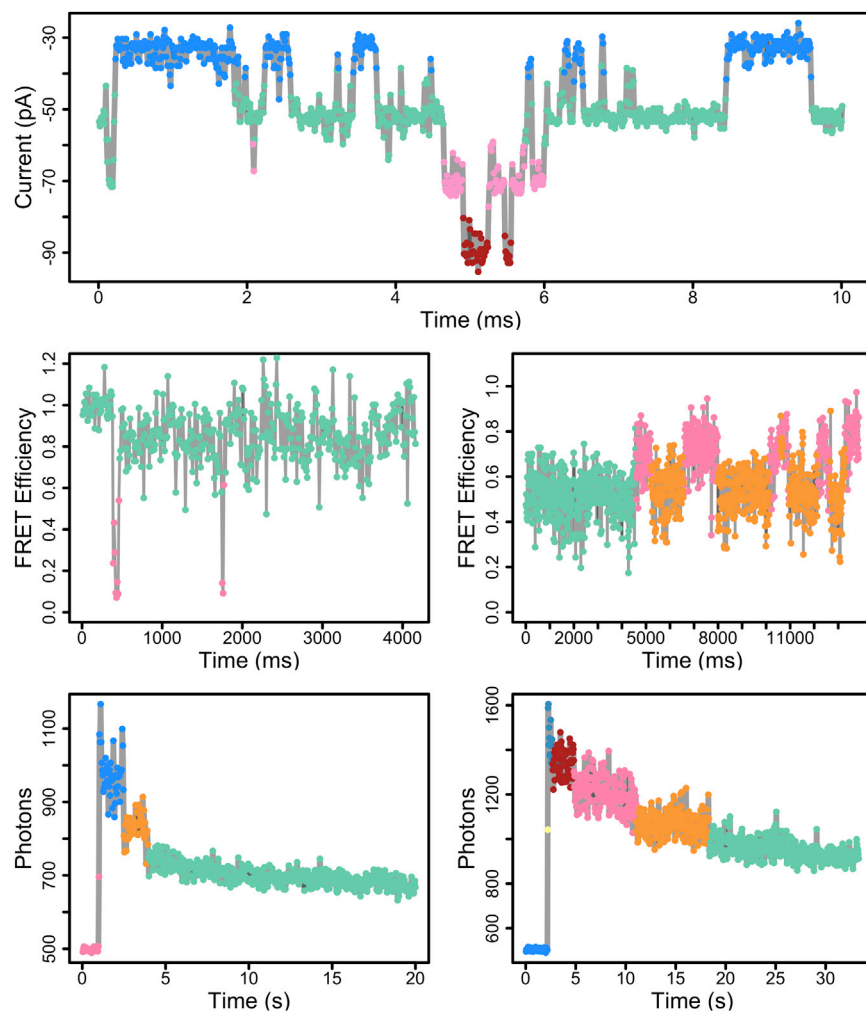 -30
-50
-70
-90
Current (pA)
0 2 4 6 8 10
Time (ms)
0.0 0.2 0.4 0.6 0.8 1.0 1.2
FRET Efficiency
0 1000 2000 3000 4000
Time (ms)
0.0 0.2 0.4 0.6 0.8 1.0
FRET Efficiency
0 2000 5000 8000 11000
Time (ms)
500 700 900 1100
Photons
0 5 10 15 20
Time (s)
600 800 1000 1200 1600
Photons
0 5 10 15 20 25 30
Time (s)